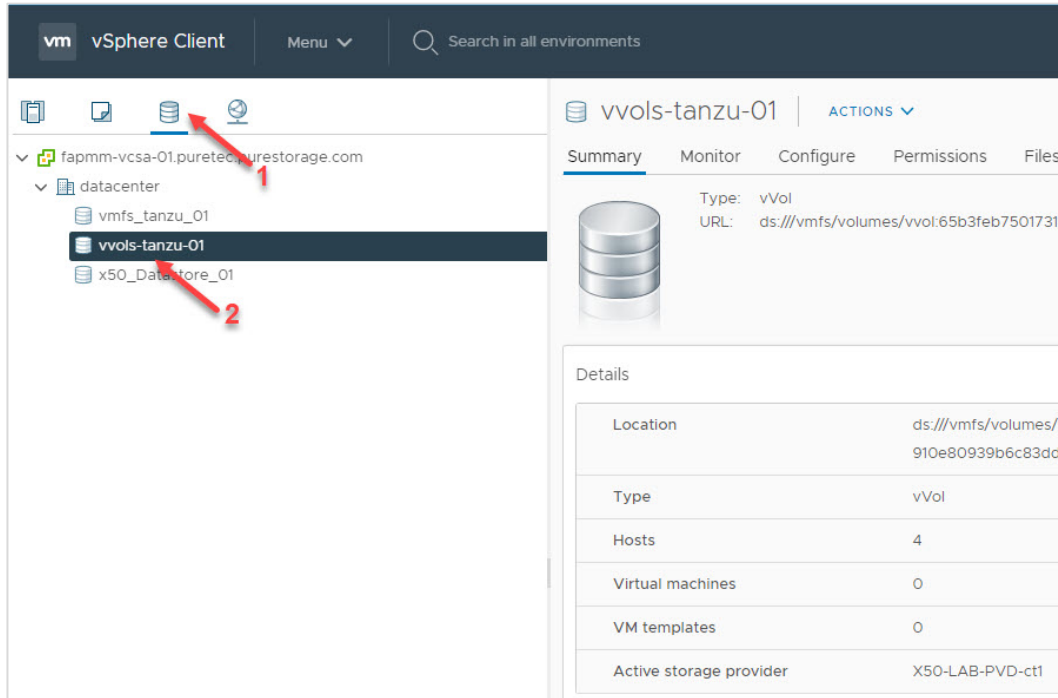 vm vSphere Client Menu Search in all environments
1
fapmm-vcsa-01.puretec.purestorage.com
datacenter
vmfs_tanzu_01
vvols-tanzu-01
x50_Datastore_01
2
vvols-tanzu-01 ACTIONS
Summary Monitor Configure Permissions Files
Type: vVol
URL: ds:///vmfs/volumes/vvol:65b3feb7501731
Details
Location ds:///vmfs/volumes/
910e80939b6c83dd
Type vVol
Hosts 4
Virtual machines 0
VM templates 0
Active storage provider X50-LAB-PVD-ct1